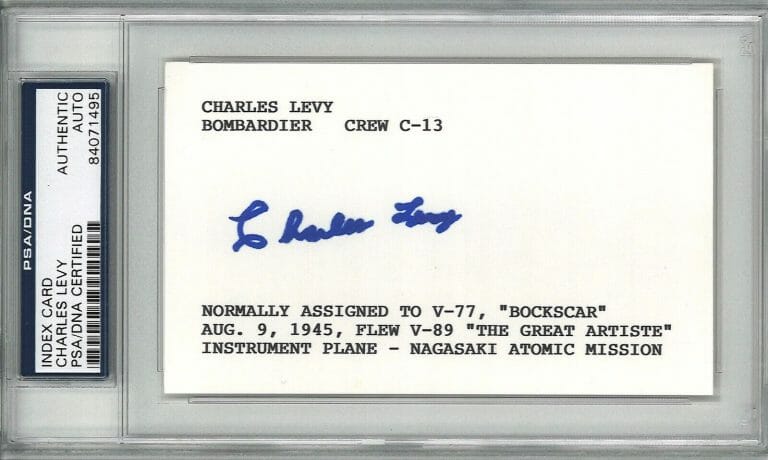 PSA/DNA
INDEX CARD
CHARLES LEVY
PSA/DNA CERTIFIED
AUTHENTIC
AUTO
84071495
CHARLES LEVY
BOMBARDIER CREW C-13
Charles Levy
NORMALLY ASSIGNED TO V-77, "BOCKSCAR"
AUG. 9, 1945, FLEW V-89 "THE GREAT ARTISTE"
INSTRUMENT PLANE - NAGASAKI ATOMIC MISSION